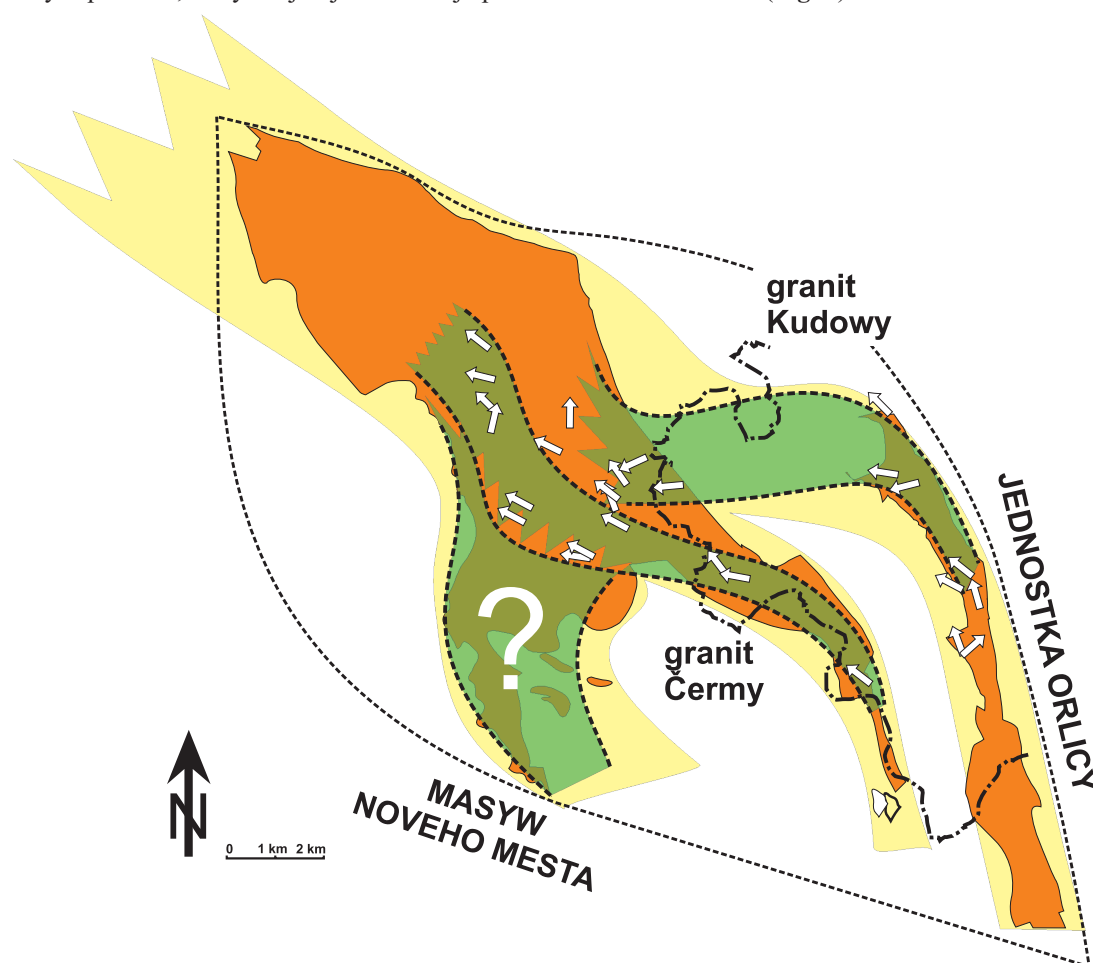 granit
Kudowy
JEDNOSTKA ORLICY
?
granit
Čermy
MASYW
NOVEHO MESTA
N
0 1 km 2 km